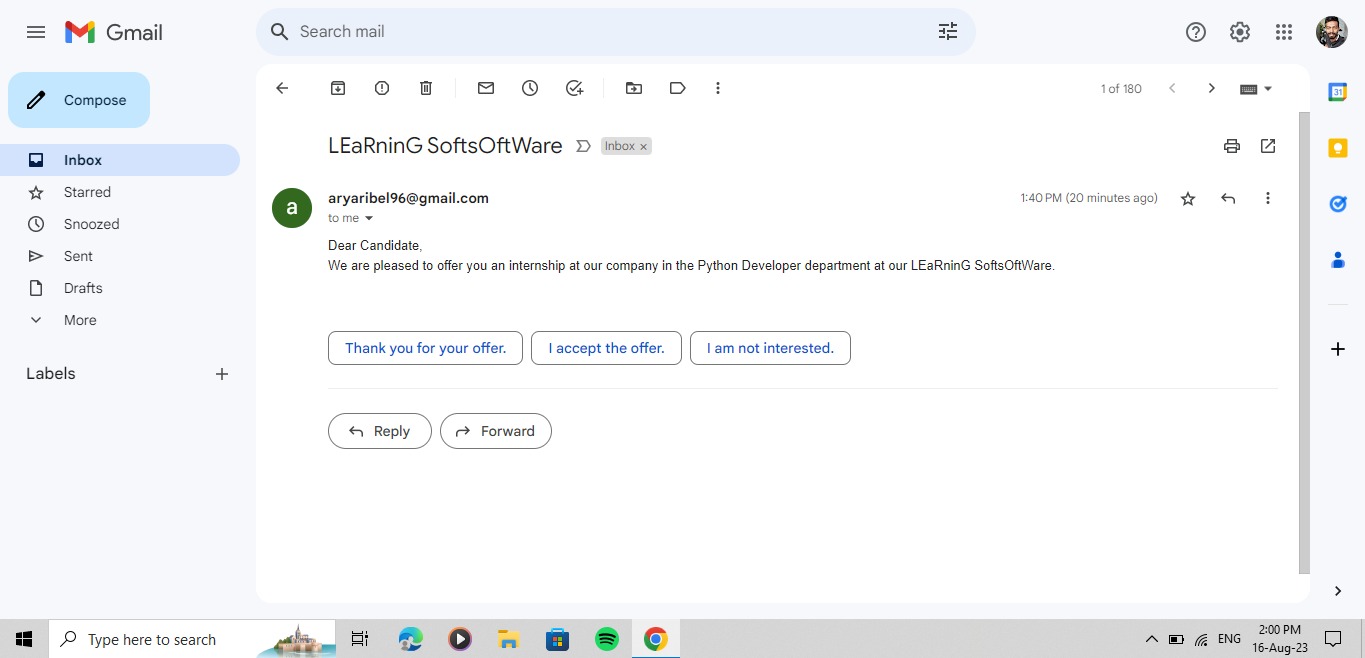 Gmail
Search mail
Compose
1 of 180
31
Inbox
Starred
Snoozed
Sent
Drafts
More
Labels
LEaRninG SoftsOftWare
Inbox ×
a
aryaribel96@gmail.com
1:40 PM (20 minutes ago)
to me
Dear Candidate,
We are pleased to offer you an internship at our company in the Python Developer department at our LEaRninG SoftsOftWare.
Thank you for your offer.
I accept the offer.
I am not interested.
Reply
Forward
Type here to search
ENG
2:00 PM
16-Aug-23